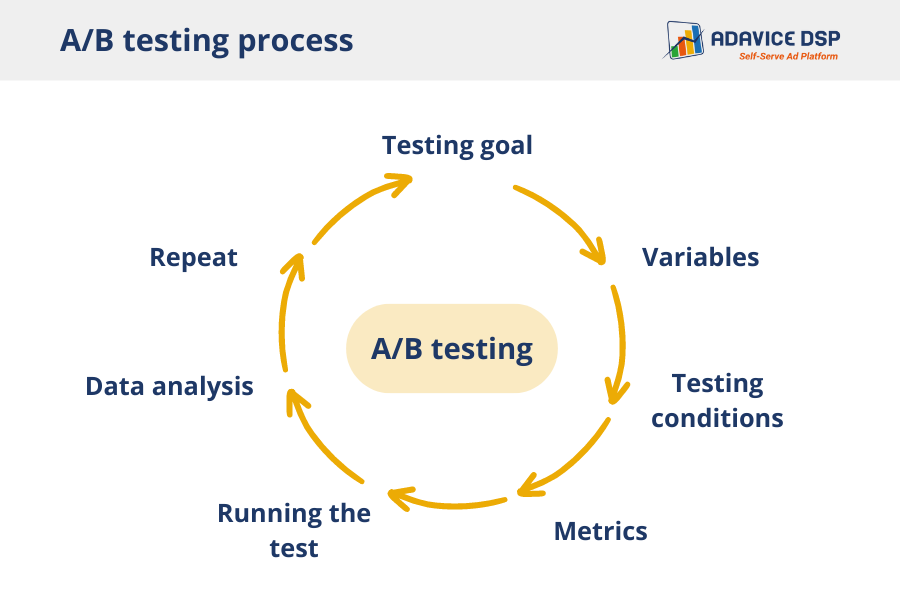 A/B testing process
ADAVICE DSP
Self-Serve Ad Platform
Testing goal
Repeat
Variables
A/B testing
Data analysis
Testing
conditions
Running the
test
Metrics